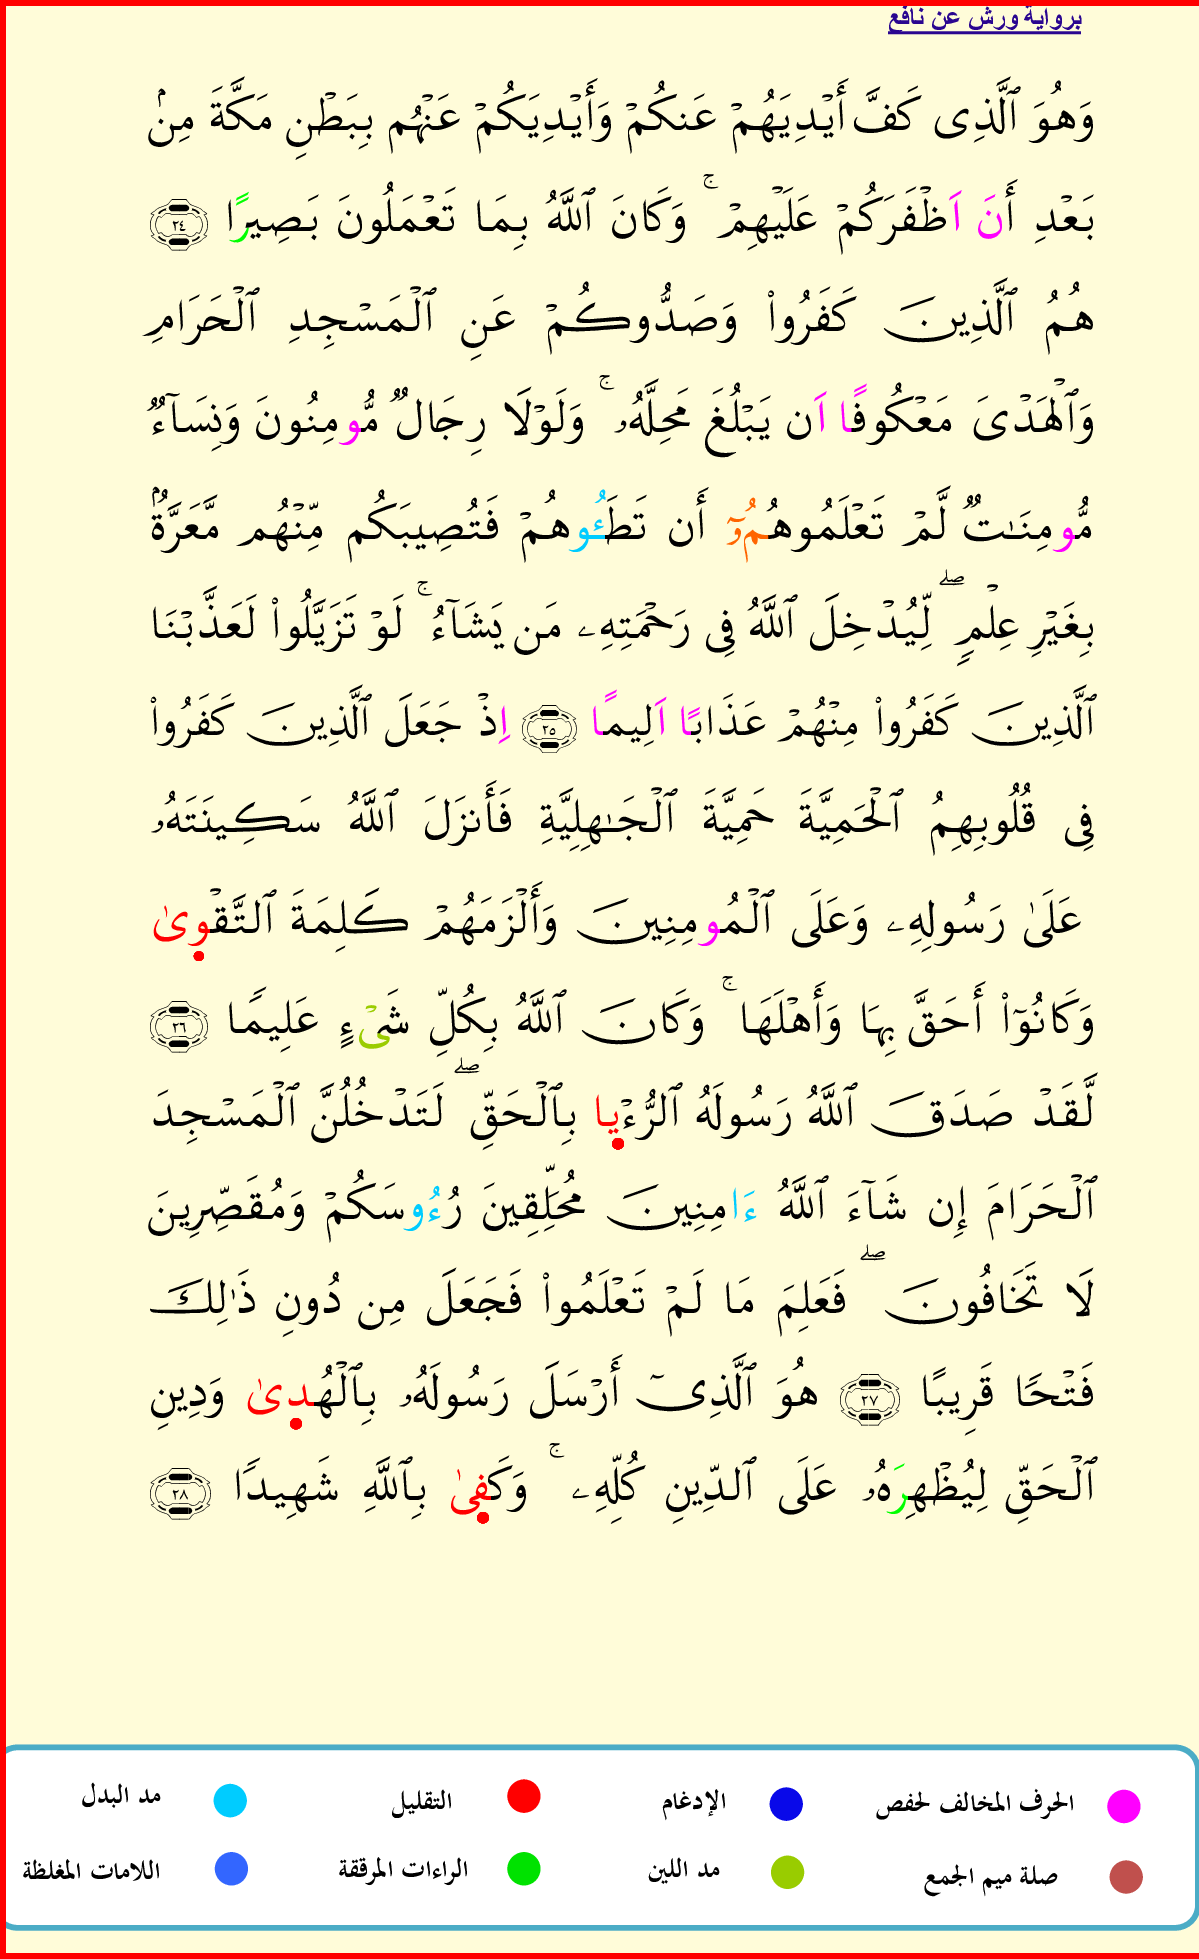 برواية ورش عن نافع
وَهُوَ ٱلَّذِى كَفَّ أَيْدِيَهُمْ عَنكُمْ وَأَيْدِيَكُمْ عَنْهُم بِبَطْنِ مَكَّةَ مِنۢ
بَعْدِ أَنَ اَظْفَرَكُمْ عَلَيْهِمْ ۚ وَكَانَ ٱللَّهُ بِمَا تَعْمَلُونَ بَصِيرًا ٢٤
هُمُ ٱلَّذِينَ كَفَرُوا۟ وَصَدُّوكُمْ عَنِ ٱلْمَسْجِدِ ٱلْحَرَامِ
وَٱلْهَدْىَ مَعْكُوفًا اَن يَبْلُغَ مَحِلَّهُۥ ۚ وَلَوْلَا رِجَالٌ مُّومِنُونَ وَنِسَآءٌ
مُّومِنَـٰتٌ لَّمْ تَعْلَمُوهُمُۥٓ أَن تَطَـُٔوهُمْ فَتُصِيبَكُم مِّنْهُم مَّعَرَّةٌۢ
بِغَيْرِ عِلْمٍ ۖ لِّيُدْخِلَ ٱللَّهُ فِى رَحْمَتِهِۦ مَن يَشَآءُ ۚ لَوْ تَزَيَّلُوا۟ لَعَذَّبْنَا
ٱلَّذِينَ كَفَرُوا۟ مِنْهُمْ عَذَابًا اَلِيمًا ٢٥ اِذْ جَعَلَ ٱلَّذِينَ كَفَرُوا۟
فِى قُلُوبِهِمُ ٱلْحَمِيَّةَ حَمِيَّةَ ٱلْجَـٰهِلِيَّةِ فَأَنزَلَ ٱللَّهُ سَكِينَتَهُۥ
عَلَىٰ رَسُولِهِۦ وَعَلَى ٱلْمُومِنِينَ وَأَلْزَمَهُمْ كَلِمَةَ ٱلتَّقْوِىٰ
وَكَانُوٓا۟ أَحَقَّ بِهَا وَأَهْلَهَا ۚ وَكَانَ ٱللَّهُ بِكُلِّ شَىْءٍ عَلِيمًا ٢٦
لَّقَدْ صَدَقَ ٱللَّهُ رَسُولَهُ ٱلرُّءْيا بِٱلْحَقِّ ۖ لَتَدْخُلُنَّ ٱلْمَسْجِدَ
ٱلْحَرَامَ إِن شَآءَ ٱللَّهُ ءَامِنِينَ مُحَلِّقِينَ رُءُوسَكُمْ وَمُقَصِّرِينَ
لَا تَخَافُونَ ۖ فَعَلِمَ مَا لَمْ تَعْلَمُوا۟ فَجَعَلَ مِن دُونِ ذَٰلِكَ
فَتْحًا قَرِيبًا ٢٧ هُوَ ٱلَّذِىٓ أَرْسَلَ رَسُولَهُۥ بِٱلْهُدِىٰ وَدِينِ
ٱلْحَقِّ لِيُظْهِرَهُۥ عَلَى ٱلدِّينِ كُلِّهِۦ ۚ وَكَفِىٰ بِٱللَّهِ شَهِيدًا ٢٨
الحرف المخالف لحفص الإدغام التقليل مد البدل
صلة ميم الجمع مد اللين الراءات المرققة اللامات المغلظة